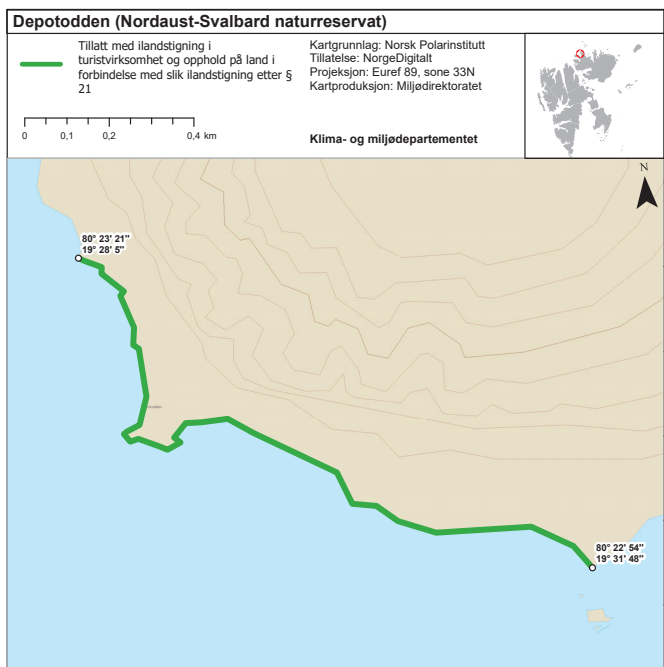 Depotodden (Nordaust-Svalbard naturreservat)
Tillatt med ilandstigning i
turistvirksomhet og opphold på land i
forbindelse med slik ilandstigning etter §
21
0 0,1 0,2 0,4 km
Kartgrunnlag: Norsk Polarinstitutt
Tillatelse: NorgeDigitalt
Projeksjon: Euref 89, sone 33N
Kartproduksjon: Miljødirektoratet
Klima- og miljødepartementet
N
80° 23' 21"
19° 28' 5"
80° 22' 54"
19° 31' 48"